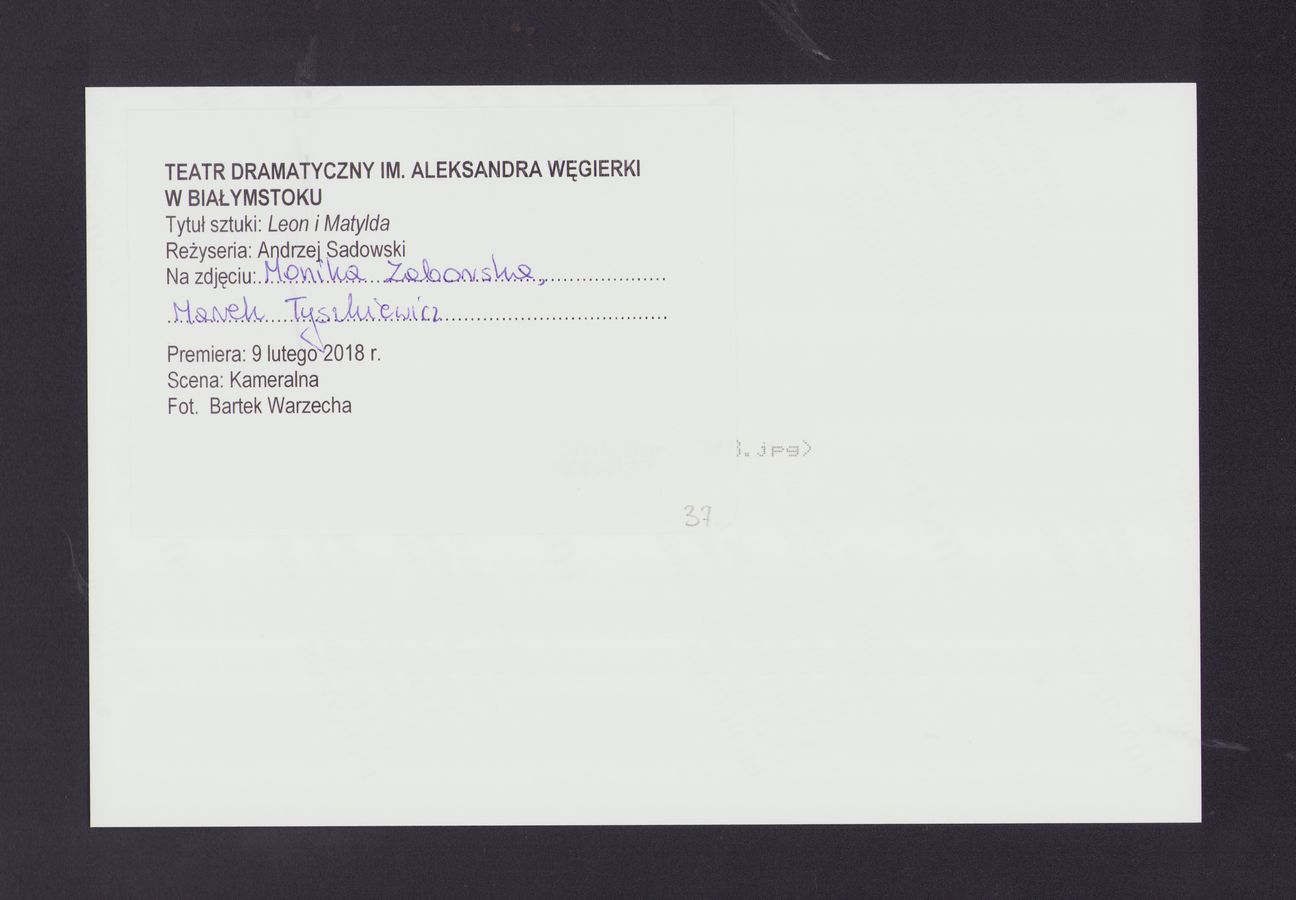 TEATR DRAMATYCZNY IM. ALEKSANDRA WĘGIERKI
W BIAŁYMSTOKU
Tytuł sztuki: Leon i Matylda
Reżyseria: Andrzej Sadowski
Na zdjęciu: Monika Zaborska,
Marek Tyszkiewicz
Premiera: 9 lutego 2018 r.
Scena: Kameralna
Fot. Bartek Warzecha
.jpg)
37